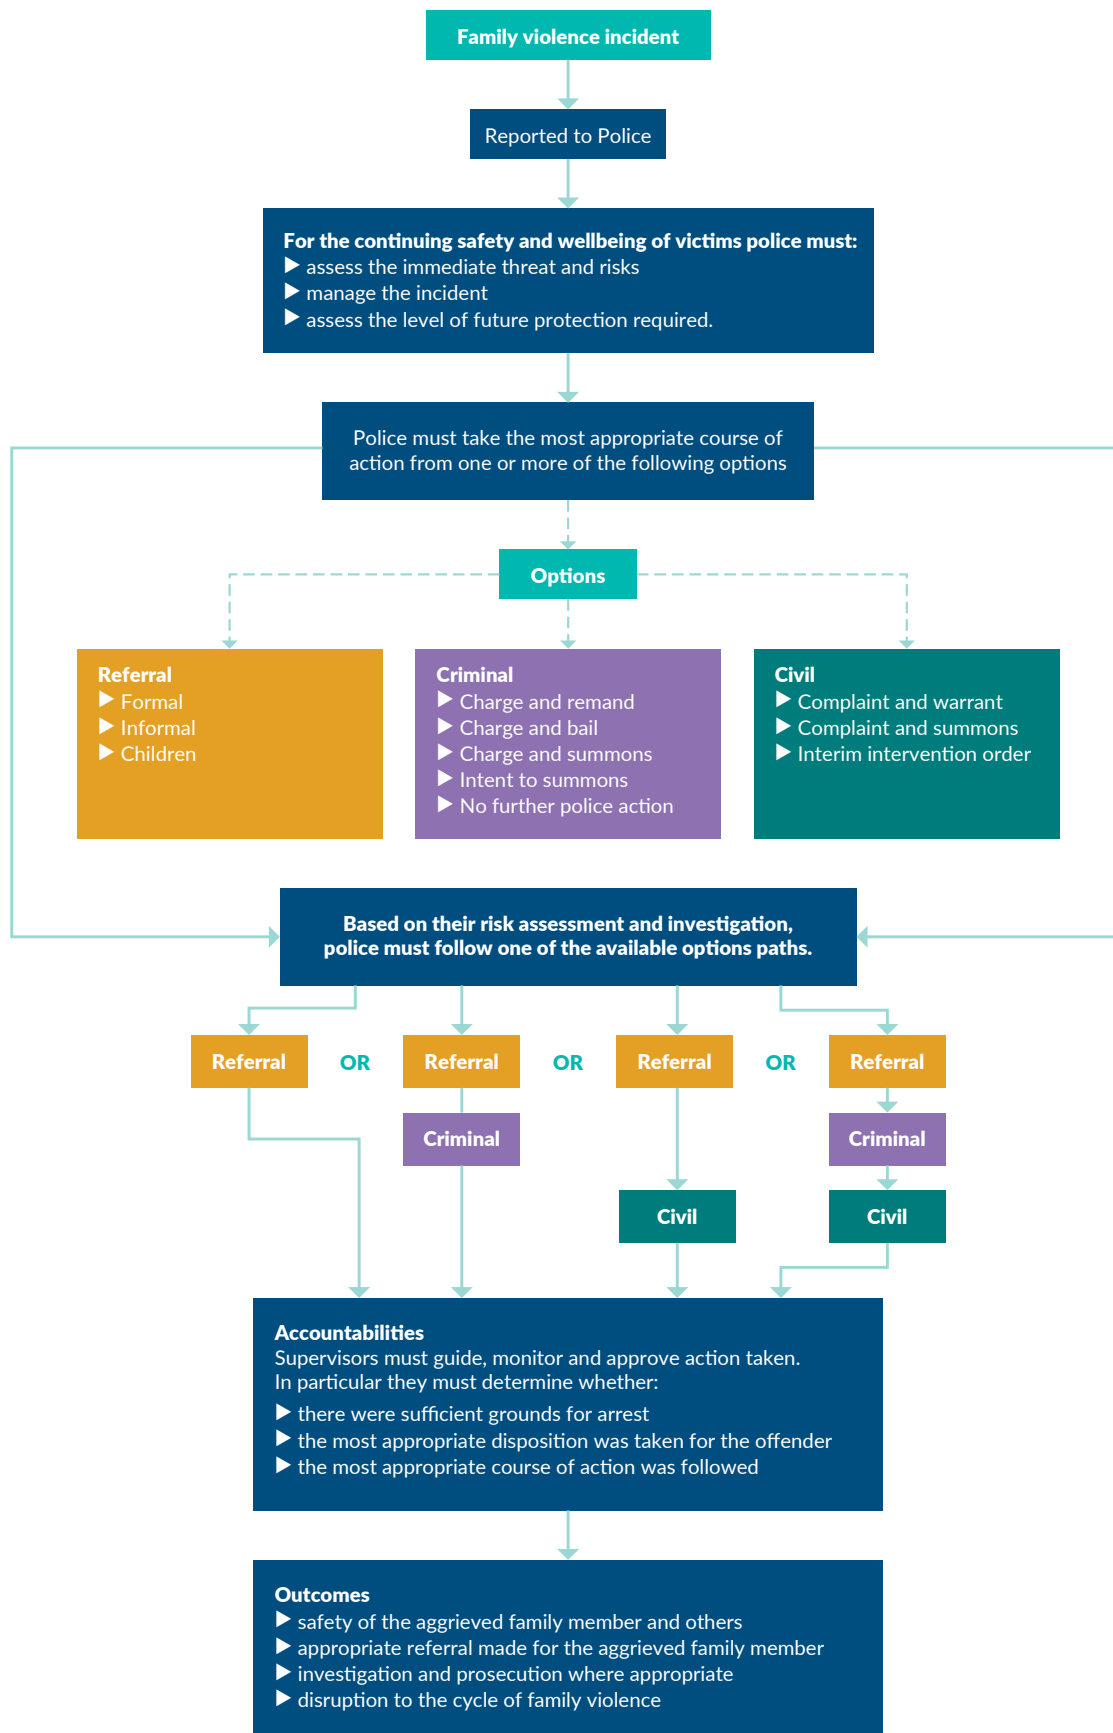 Family violence incident
Reported to Police
For the continuing safety and wellbeing of victims police must:
▶ assess the immediate threat and risks
▶ manage the incident
▶ assess the level of future protection required.
Police must take the most appropriate course of
action from one or more of the following options
Options
Referral
▶ Formal
▶ Informal
▶ Children
Criminal
▶ Charge and remand
▶ Charge and bail
▶ Charge and summons
▶ Intent to summons
▶ No further police action
Civil
▶ Complaint and warrant
▶ Complaint and summons
▶ Interim intervention order
Based on their risk assessment and investigation,
police must follow one of the available options paths.
Referral OR Referral OR Referral OR Referral
Criminal Criminal
Civil Civil
Accountabilities
Supervisors must guide, monitor and approve action taken.
In particular they must determine whether:
▶ there were sufficient grounds for arrest
▶ the most appropriate disposition was taken for the offender
▶ the most appropriate course of action was followed
Outcomes
▶ safety of the aggrieved family member and others
▶ appropriate referral made for the aggrieved family member
▶ investigation and prosecution where appropriate
▶ disruption to the cycle of family violence